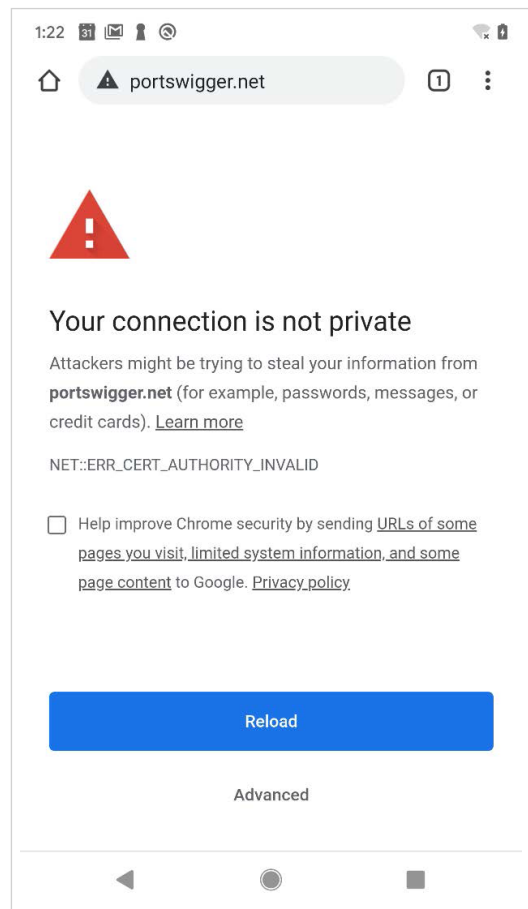 1:22 31
portswigger.net 1
Your connection is not private
Attackers might be trying to steal your information from
portswigger.net (for example, passwords, messages, or
credit cards). Learn more
NET::ERR_CERT_AUTHORITY_INVALID
Help improve Chrome security by sending URLs of some
pages you visit, limited system information, and some
page content to Google. Privacy policy
Reload
Advanced